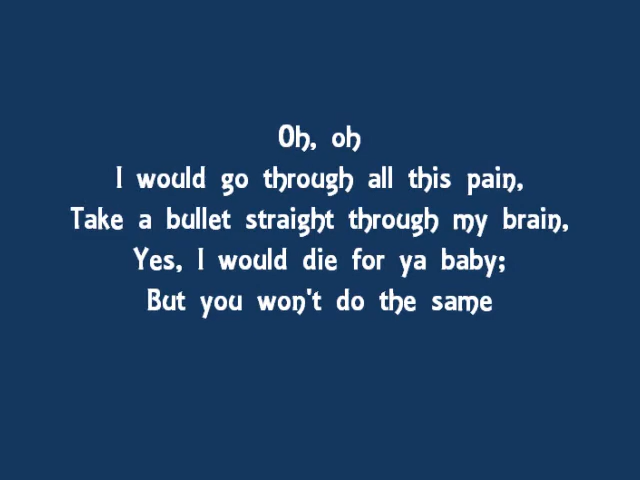 Oh, oh
I would go through all this pain,
Take a bullet straight through my brain,
Yes, I would die for ya baby;
But you won't do the same